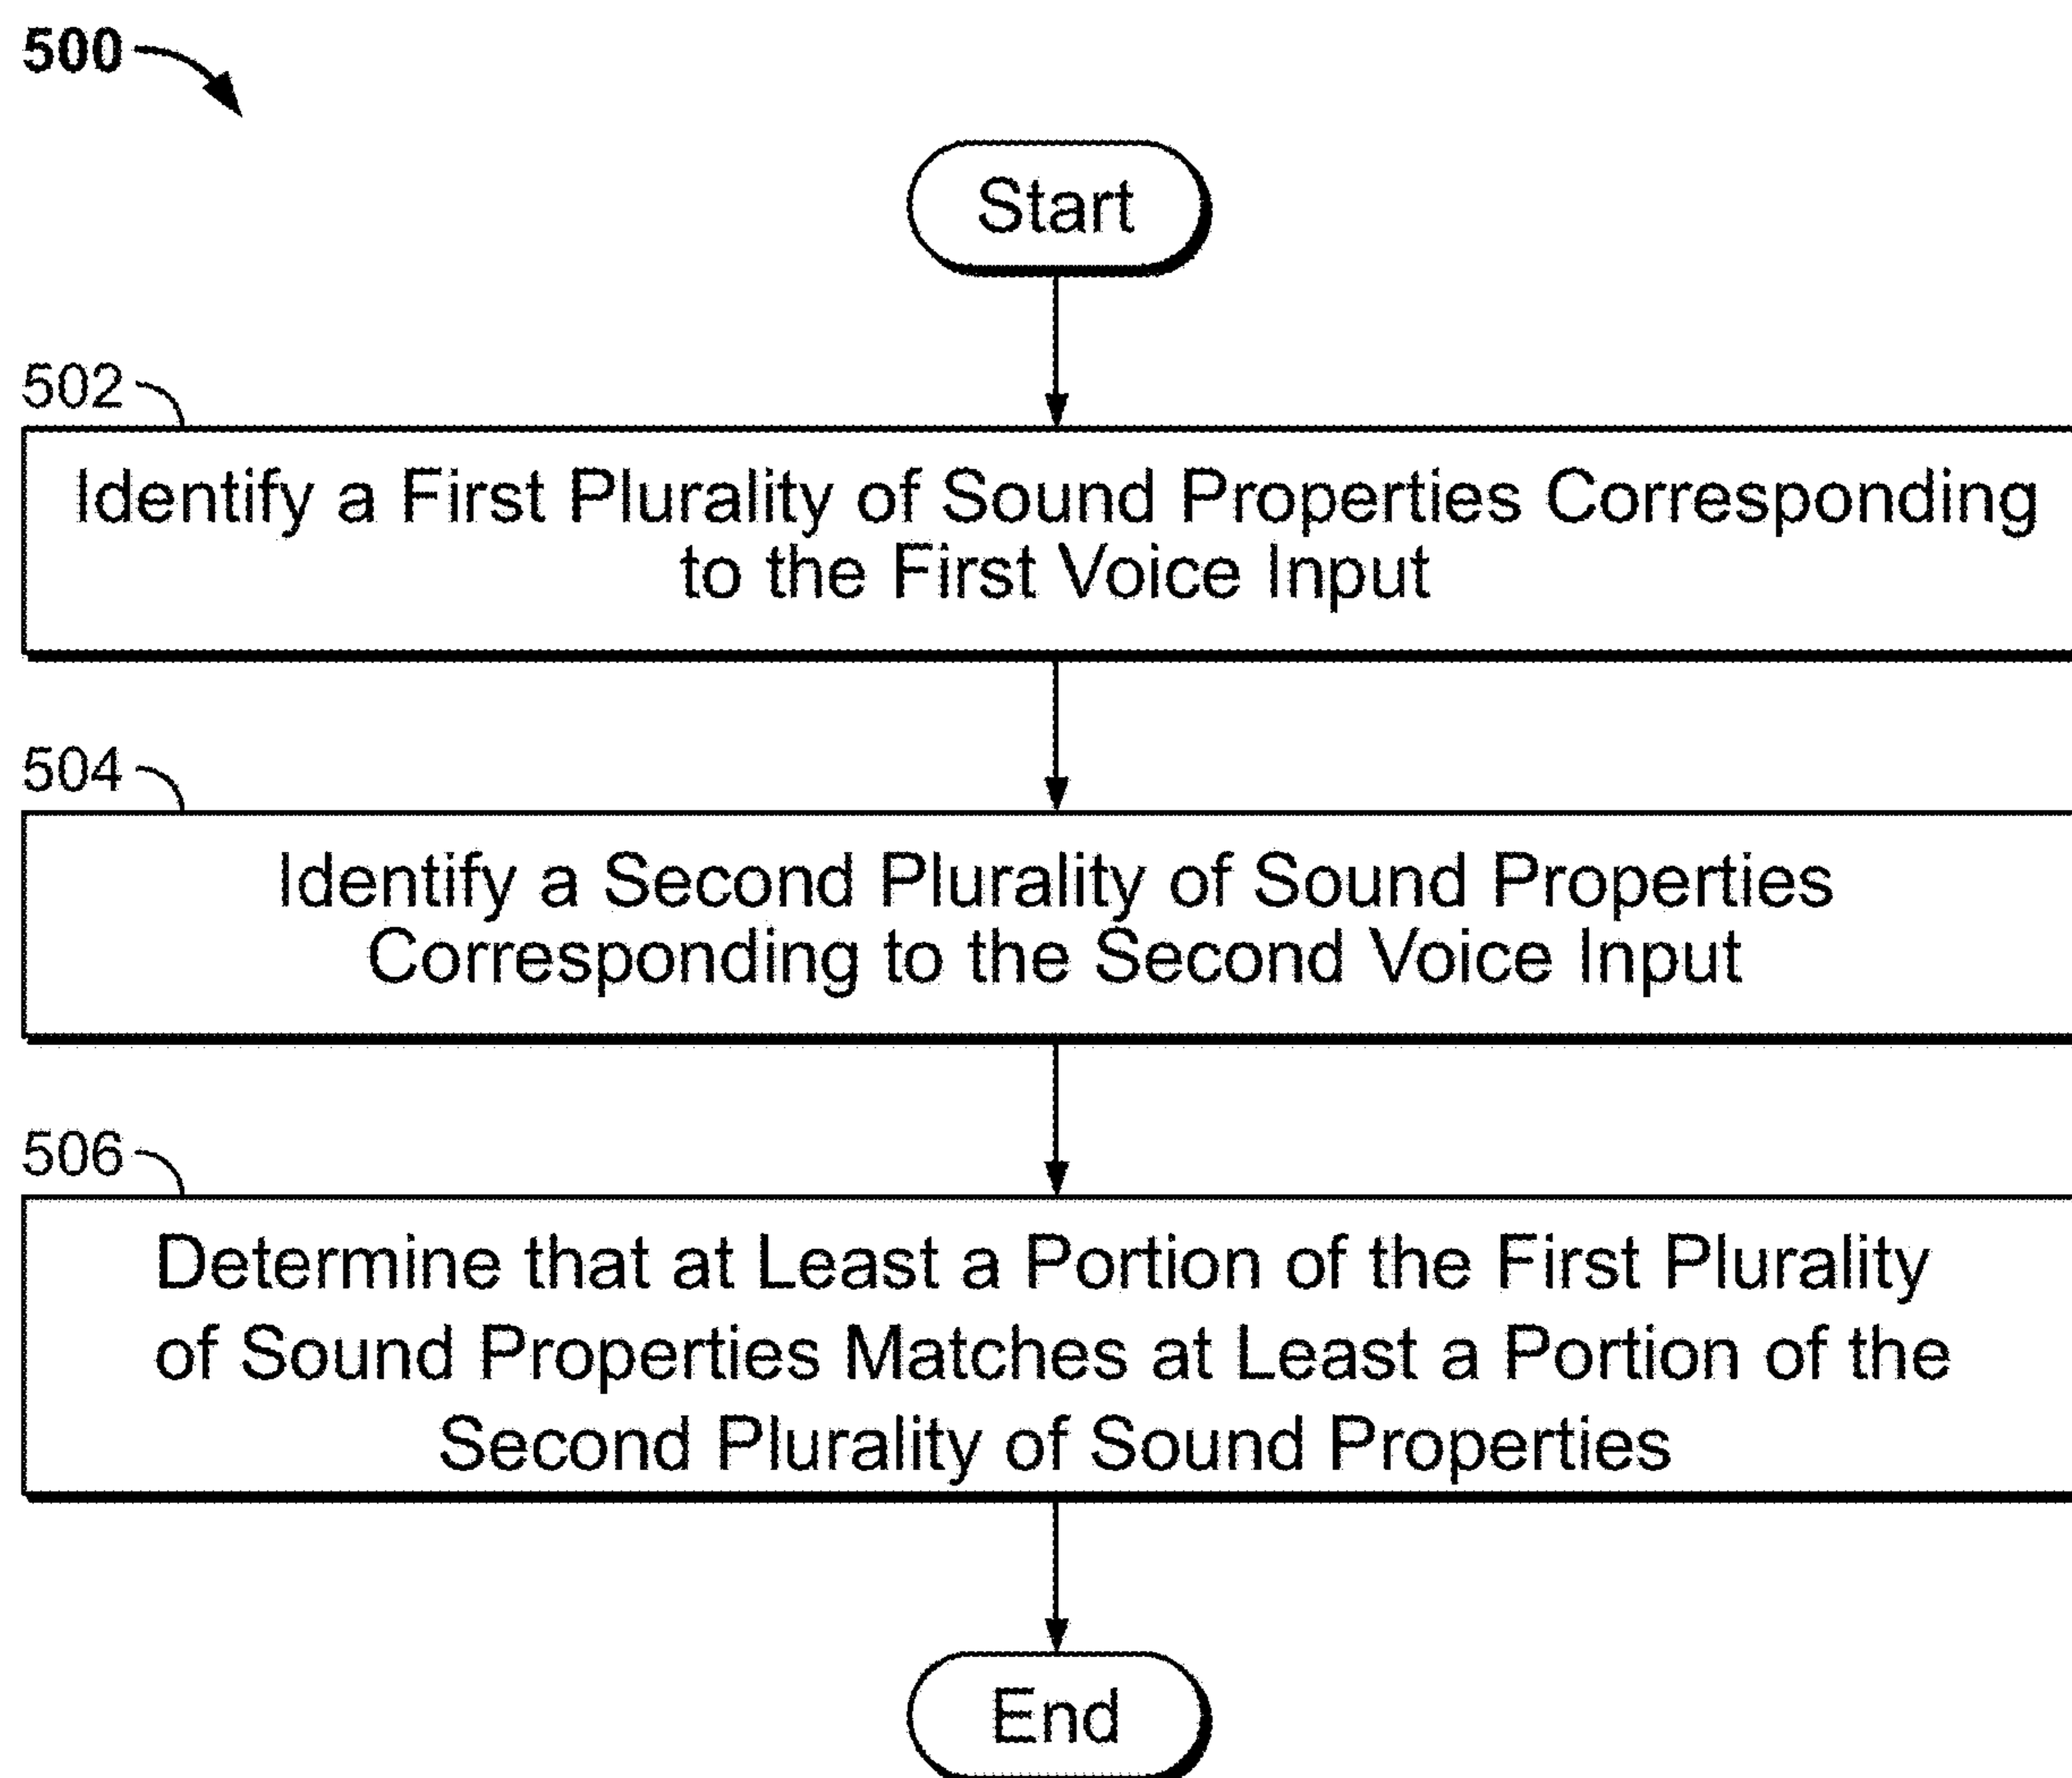 500
Start
502
Identify a First Plurality of Sound Properties Corresponding
to the First Voice Input
504
Identify a Second Plurality of Sound Properties
Corresponding to the Second Voice Input
506
Determine that at Least a Portion of the First Plurality
of Sound Properties Matches at Least a Portion of the
Second Plurality of Sound Properties
End